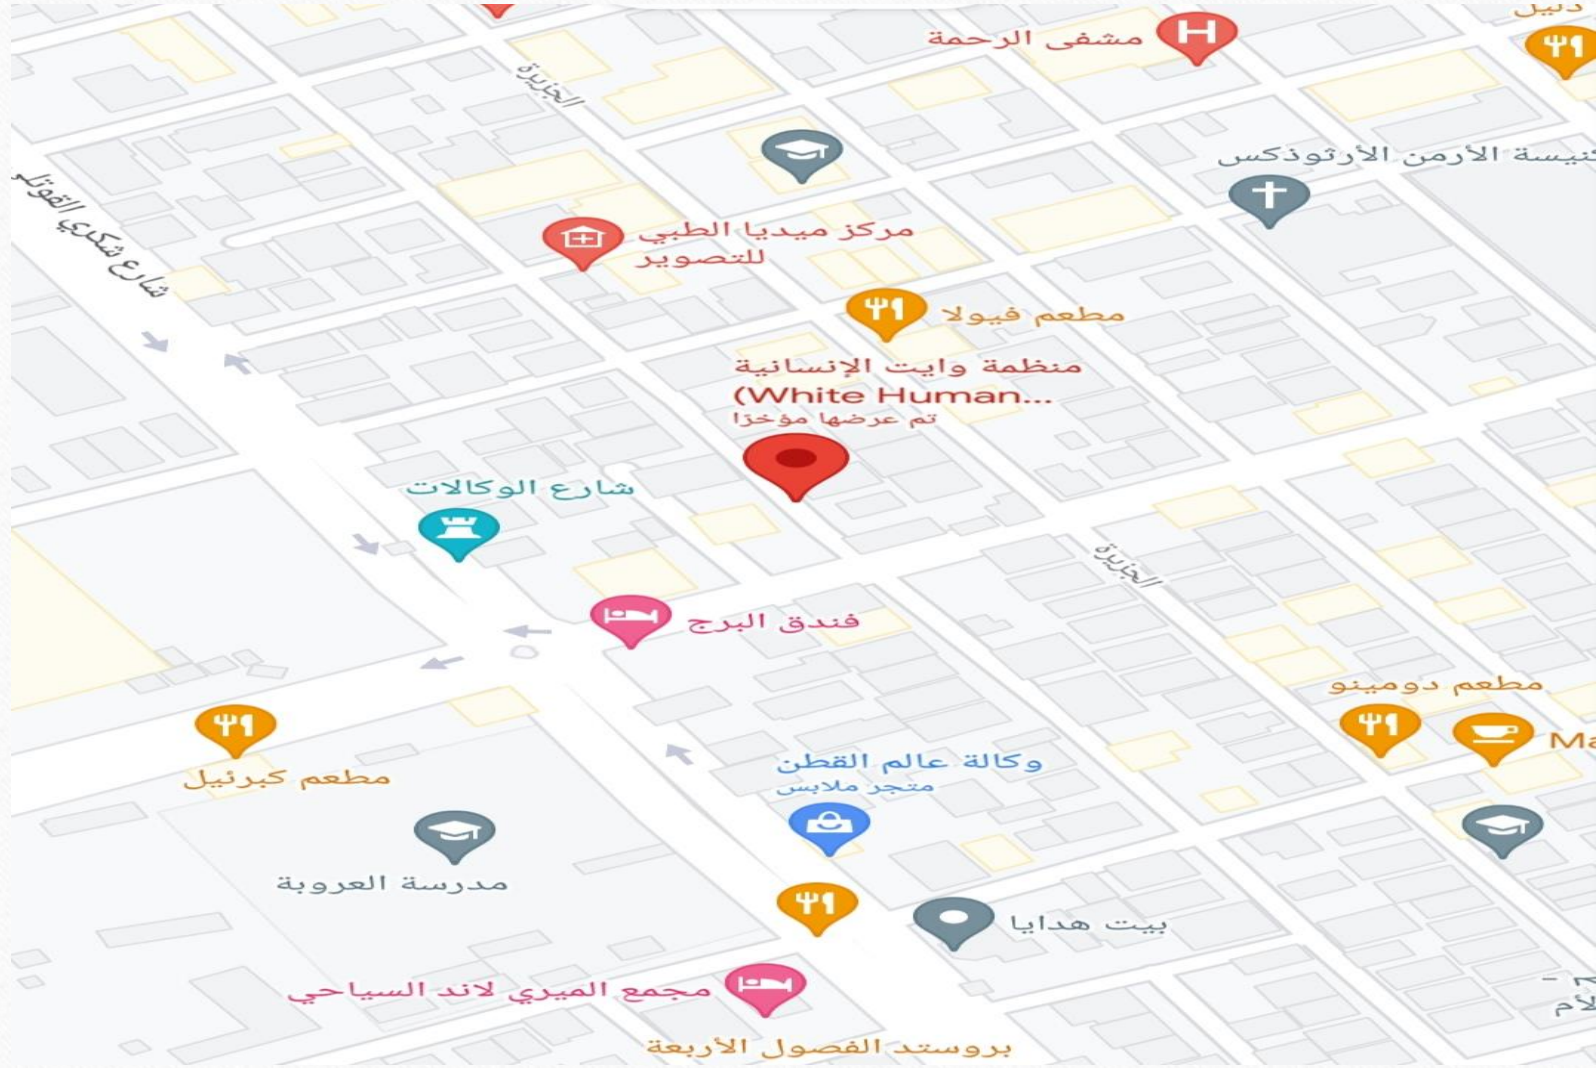 دليل
مشفى الرحمة
الجزيرة
كنيسة الأرمن الأرثوذكس
شارع شكري القوتلي
مركز ميديا الطبي
للتصوير
مطعم فيولا
منظمة وايت الإنسانية
(White Human...
تم عرضها مؤخرًا
شارع الوكالات
الجزيرة
فندق البرج
مطعم دومينو
Ma
مطعم كبرئيل
وكالة عالم القطن
متجر ملابس
مدرسة العروبة
بيت هدايا
مجمع الميري لاند السياحي
بروستد الفصول الأربعة